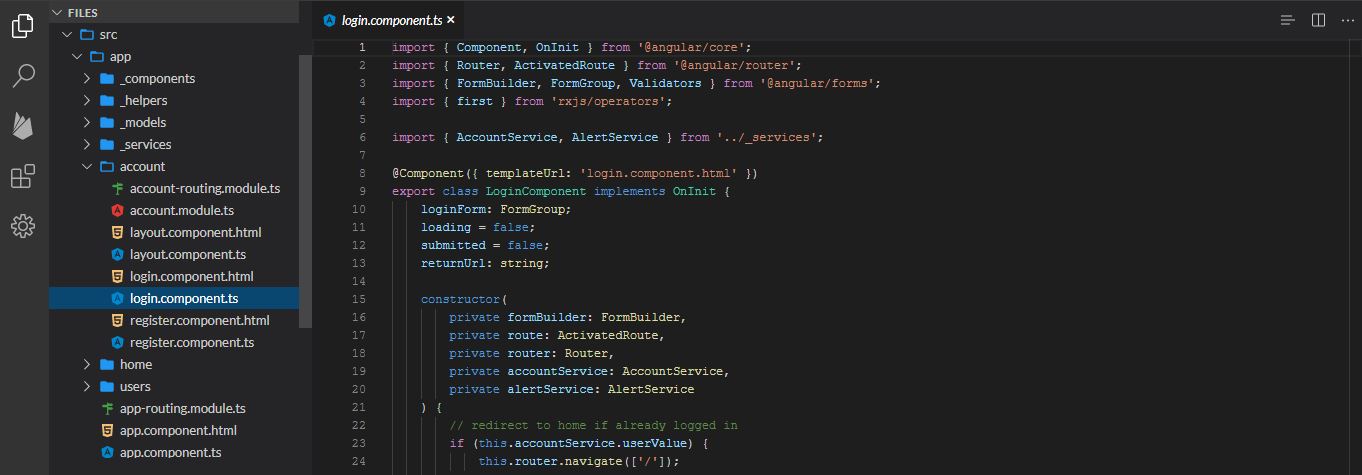 FILES
src
app
_components
_helpers
_models
_services
account
account-routing.module.ts
account.module.ts
layout.component.html
layout.component.ts
login.component.html
login.component.ts
register.component.html
register.component.ts
home
users
app-routing.module.ts
app.component.html
app.component.ts
login.component.ts ×
1 import { Component, OnInit } from '@angular/core';
2 import { Router, ActivatedRoute } from '@angular/router';
3 import { FormBuilder, FormGroup, Validators } from '@angular/forms';
4 import { first } from 'rxjs/operators';
5
6 import { AccountService, AlertService } from '../_services';
7
8 @Component({ templateUrl: 'login.component.html' })
9 export class LoginComponent implements OnInit {
10     loginForm: FormGroup;
11     loading = false;
12     submitted = false;
13     returnUrl: string;
14
15     constructor(
16         private formBuilder: FormBuilder,
17         private route: ActivatedRoute,
18         private router: Router,
19         private accountService: AccountService,
20         private alertService: AlertService
21     ) {
22         // redirect to home if already logged in
23         if (this.accountService.userValue) {
24             this.router.navigate(['/']);